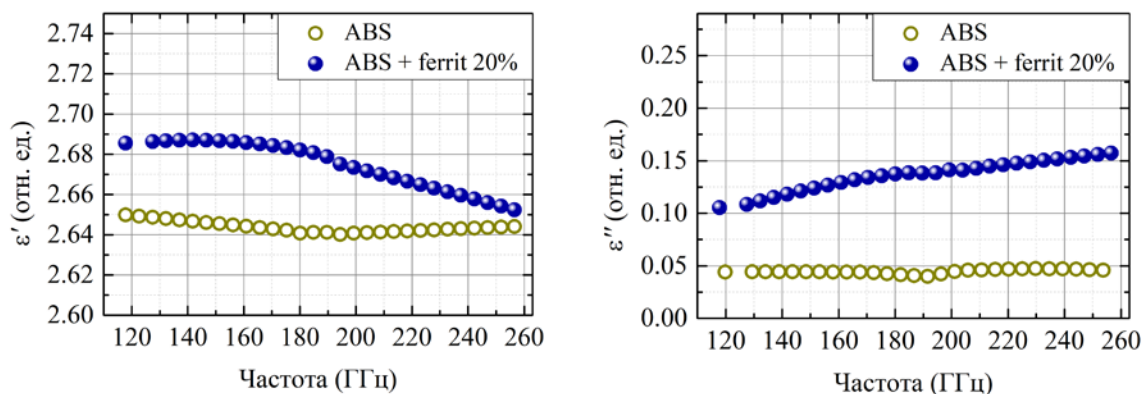 2.74
2.72
2.70
2.68
2.66
2.64
2.62
2.60
ε′ (отн. ед.)
ABS
ABS + ferrit 20%
120 140 160 180 200 220 240 260
Частота (ГГц)
0.25
0.20
0.15
0.10
0.05
0.00
ε″ (отн. ед.)
ABS
ABS + ferrit 20%
120 140 160 180 200 220 240 260
Частота (ГГц)